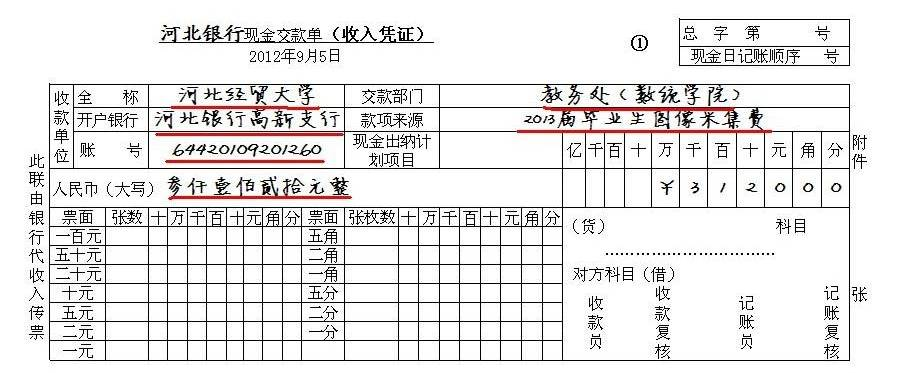 河北银行现金交款单（收入凭证）
2012年9月5日
①
总 字 第 号
现金日记账顺序 号
收款单位
全 称 河北经贸大学 交款部门 教务处（数统学院）
开户银行 河北银行高新支行 款项来源 2013届毕业生图像采集费
账 号 64420109201260 现金出纳计划项目 亿 千 百 十 万 千 百 十 元 角 分
人民币（大写） 参仟壹佰贰拾元整 ￥ 3 1 2 0 0 0
票面 张数 十 万 千 百 十 元 角 分 票面 张枚数 十 万 千 百 十 元 角 分
一百元 五角
五十元 二角
二十元 一角
十元 五分
五元 二分
二元 一分
一元
（贷） 科目
……………………………
对方科目（借）
收款员 收款复核 记账员 记账复核
此联由银行代收入传票
附件 张